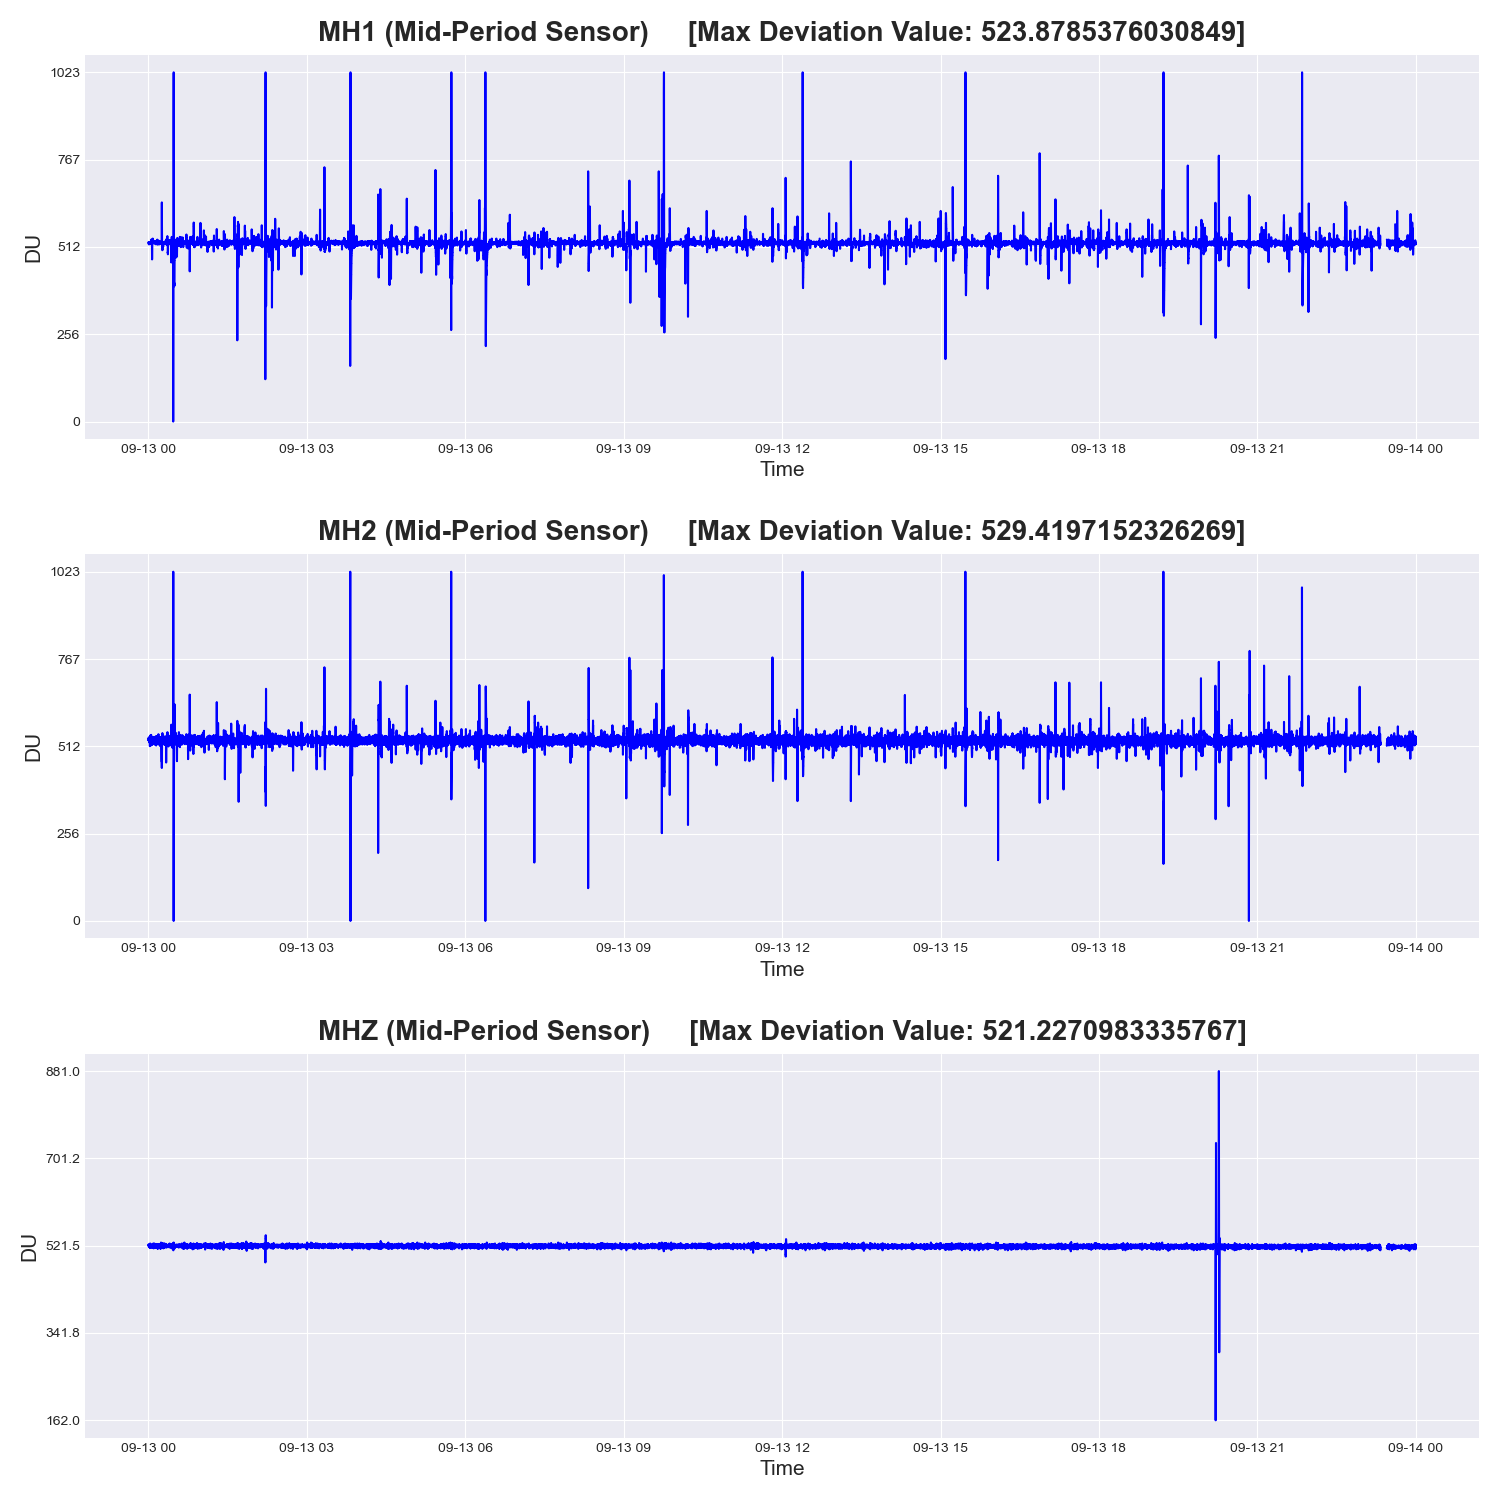 MH1 (Mid-Period Sensor)     [Max Deviation Value: 523.8785376030849]
1023
767
512
256
0
DU
09-13 00 09-13 03 09-13 06 09-13 09 09-13 12 09-13 15 09-13 18 09-13 21 09-14 00
Time
MH2 (Mid-Period Sensor)     [Max Deviation Value: 529.4197152326269]
1023
767
512
256
0
DU
09-13 00 09-13 03 09-13 06 09-13 09 09-13 12 09-13 15 09-13 18 09-13 21 09-14 00
Time
MHZ (Mid-Period Sensor)     [Max Deviation Value: 521.2270983335767]
881.0
701.2
521.5
341.8
162.0
DU
09-13 00 09-13 03 09-13 06 09-13 09 09-13 12 09-13 15 09-13 18 09-13 21 09-14 00
Time